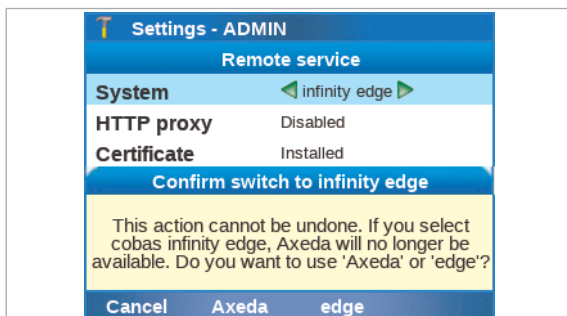 Settings - ADMIN
Remote service
System infinity edge
HTTP proxy Disabled
Certificate Installed
Confirm switch to infinity edge
This action cannot be undone. If you select
cobas infinity edge, Axeda will no longer be
available. Do you want to use 'Axeda' or 'edge'?
Cancel Axeda edge